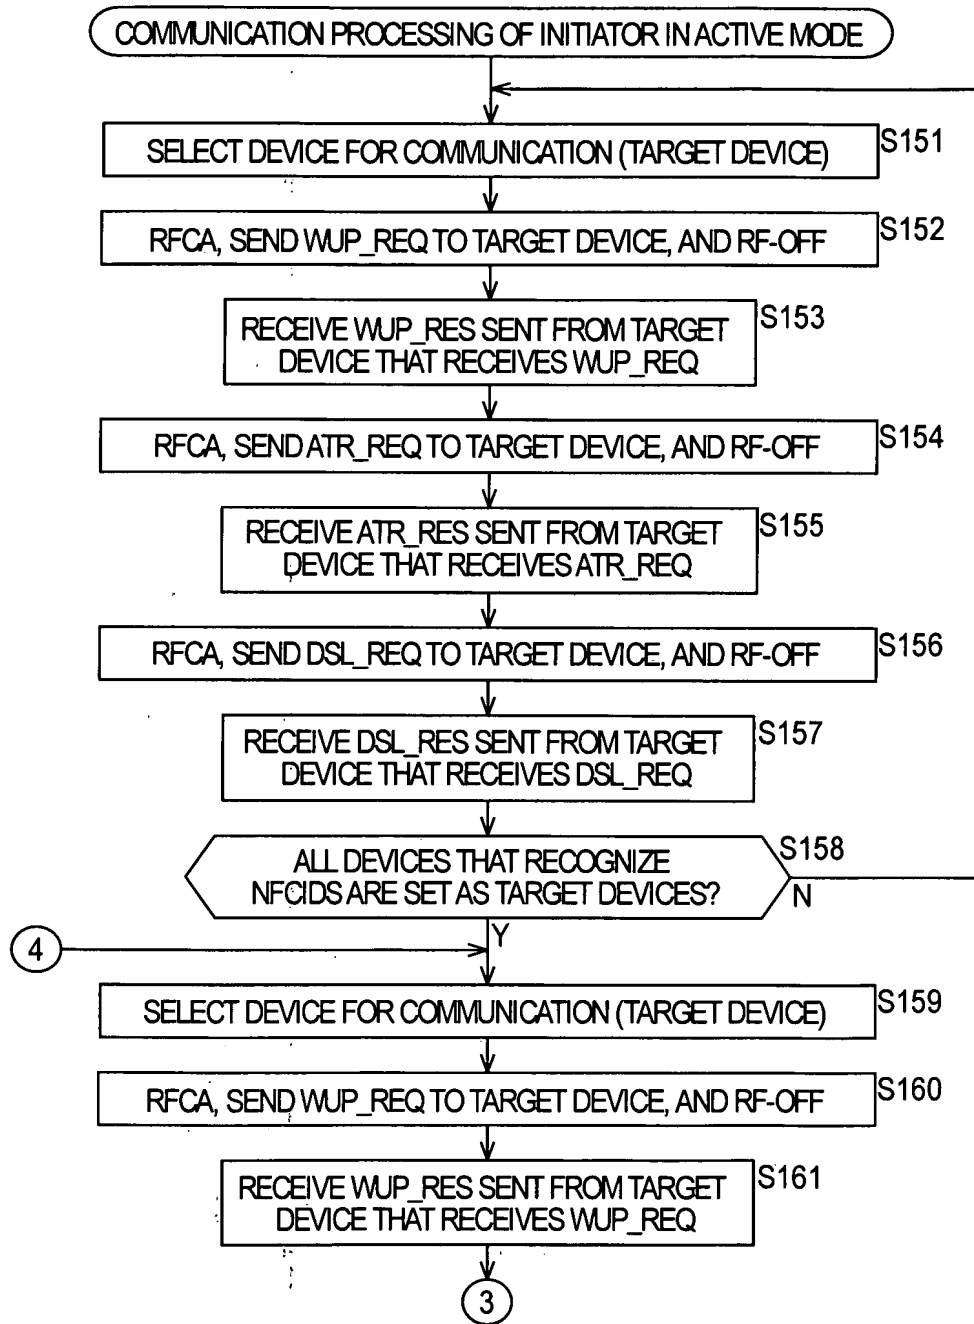 COMMUNICATION PROCESSING OF INITIATOR IN ACTIVE MODE
SELECT DEVICE FOR COMMUNICATION (TARGET DEVICE)
S151
RFCA, SEND WUP_REQ TO TARGET DEVICE, AND RF-OFF
S152
RECEIVE WUP_RES SENT FROM TARGET
DEVICE THAT RECEIVES WUP_REQ
S153
RFCA, SEND ATR_REQ TO TARGET DEVICE, AND RF-OFF
S154
RECEIVE ATR_RES SENT FROM TARGET
DEVICE THAT RECEIVES ATR_REQ
S155
RFCA, SEND DSL_REQ TO TARGET DEVICE, AND RF-OFF
S156
RECEIVE DSL_RES SENT FROM TARGET
DEVICE THAT RECEIVES DSL_REQ
S157
ALL DEVICES THAT RECOGNIZE
NFCIDS ARE SET AS TARGET DEVICES?
S158
N
Y
4
SELECT DEVICE FOR COMMUNICATION (TARGET DEVICE)
S159
RFCA, SEND WUP_REQ TO TARGET DEVICE, AND RF-OFF
S160
RECEIVE WUP_RES SENT FROM TARGET
DEVICE THAT RECEIVES WUP_REQ
S161
3